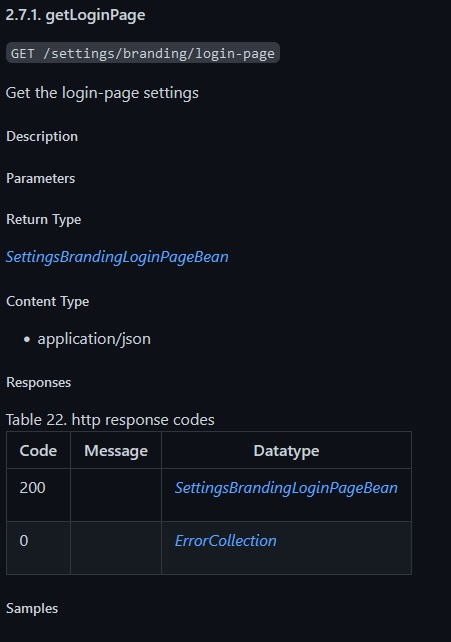 2.7.1. getLoginPage
GET /settings/branding/login-page
Get the login-page settings
Description
Parameters
Return Type
SettingsBrandingLoginPageBean
Content Type
• application/json
Responses
Table 22. http response codes
Code Message Datatype
200 SettingsBrandingLoginPageBean
0 ErrorCollection
Samples